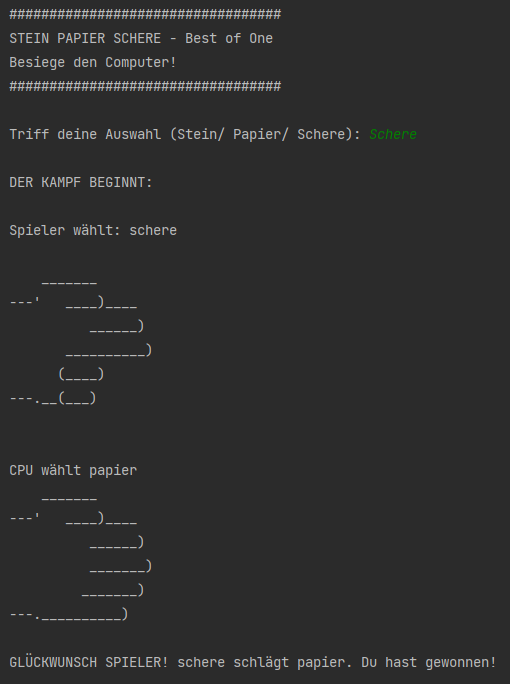 ##################################
STEIN PAPIER SCHERE - Best of One
Besiege den Computer!
##################################
Triff deine Auswahl (Stein/ Papier/ Schere): Schere
DER KAMPF BEGINNT:
Spieler wählt: schere
    _______
---'   ____)____
          ______)
       __________)
      (____)
---.__(___)
CPU wählt papier
    _______
---'   ____)____
          ______)
          _______)
         _______)
---.__________)
GLÜCKWUNSCH SPIELER! schere schlägt papier. Du hast gewonnen!